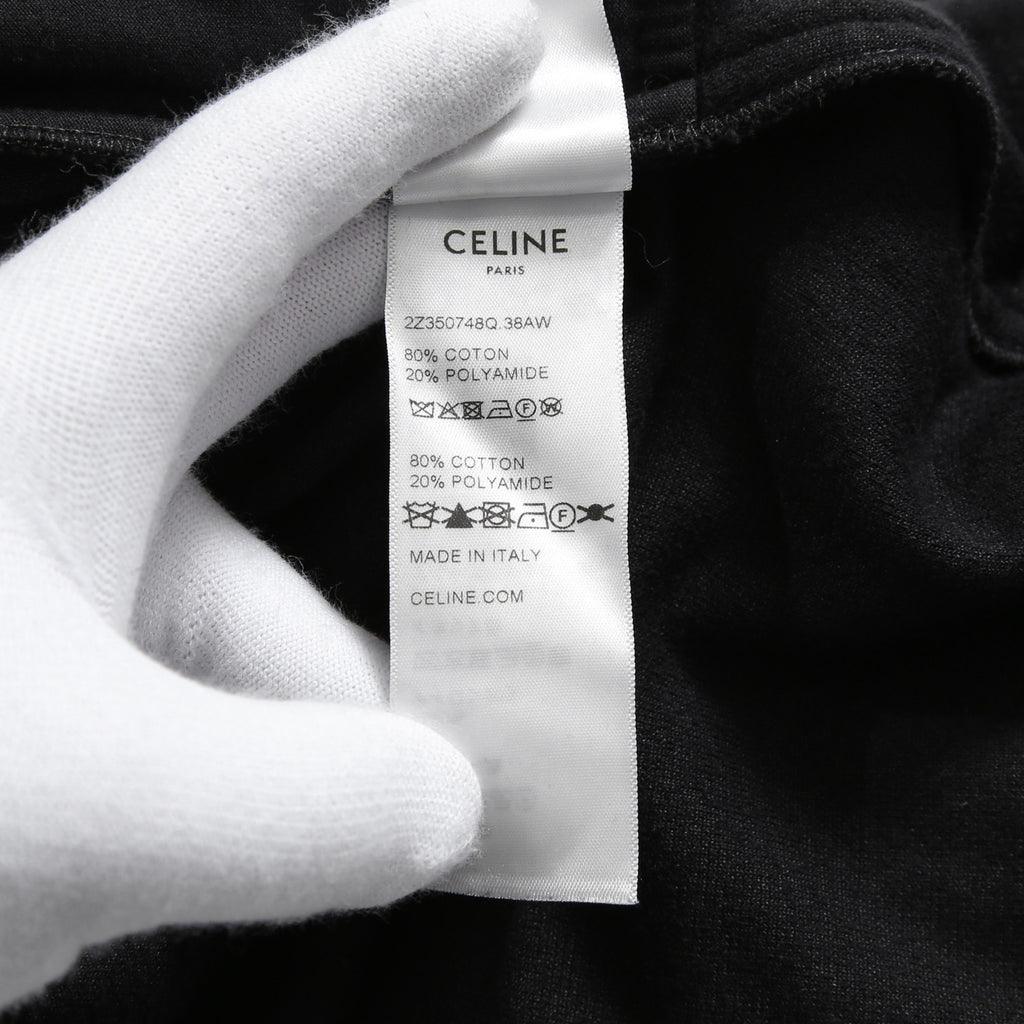 CELINE
PARIS
2Z350748Q.38AW
80% COTON
20% POLYAMIDE
80% COTTON
20% POLYAMIDE
MADE IN ITALY
CELINE.COM